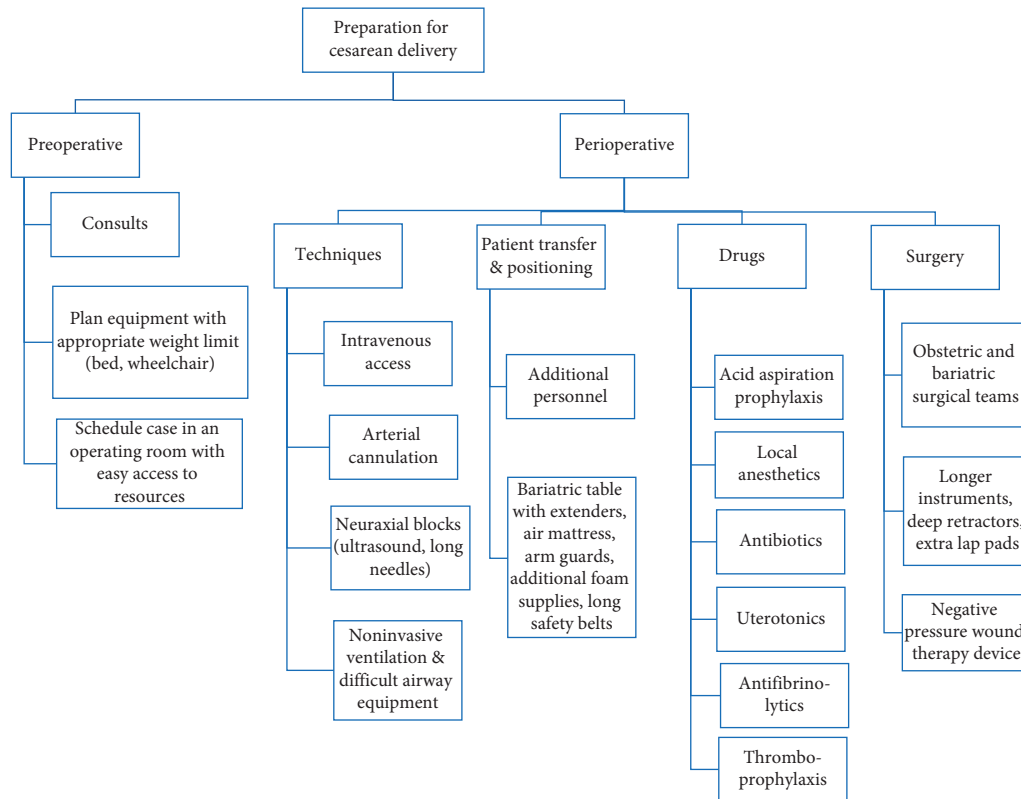 Preparation for
cesarean delivery
Preoperative
Consults
Plan equipment with
appropriate weight limit
(bed, wheelchair)
Schedule case in an
operating room with
easy access to
resources
Perioperative
Techniques
Intravenous
access
Arterial
cannulation
Neuraxial blocks
(ultrasound, long
needles)
Noninvasive
ventilation &
difficult airway
equipment
Patient transfer
& positioning
Additional
personnel
Bariatric table
with extenders,
air mattress,
arm guards,
additional foam
supplies, long
safety belts
Drugs
Acid aspiration
prophylaxis
Local
anesthetics
Antibiotics
Uterotonics
Antifibrino-
lytics
Thrombo-
prophylaxis
Surgery
Obstetric and
bariatric
surgical teams
Longer
instruments,
deep retractors,
extra lap pads
Negative
pressure wound
therapy device